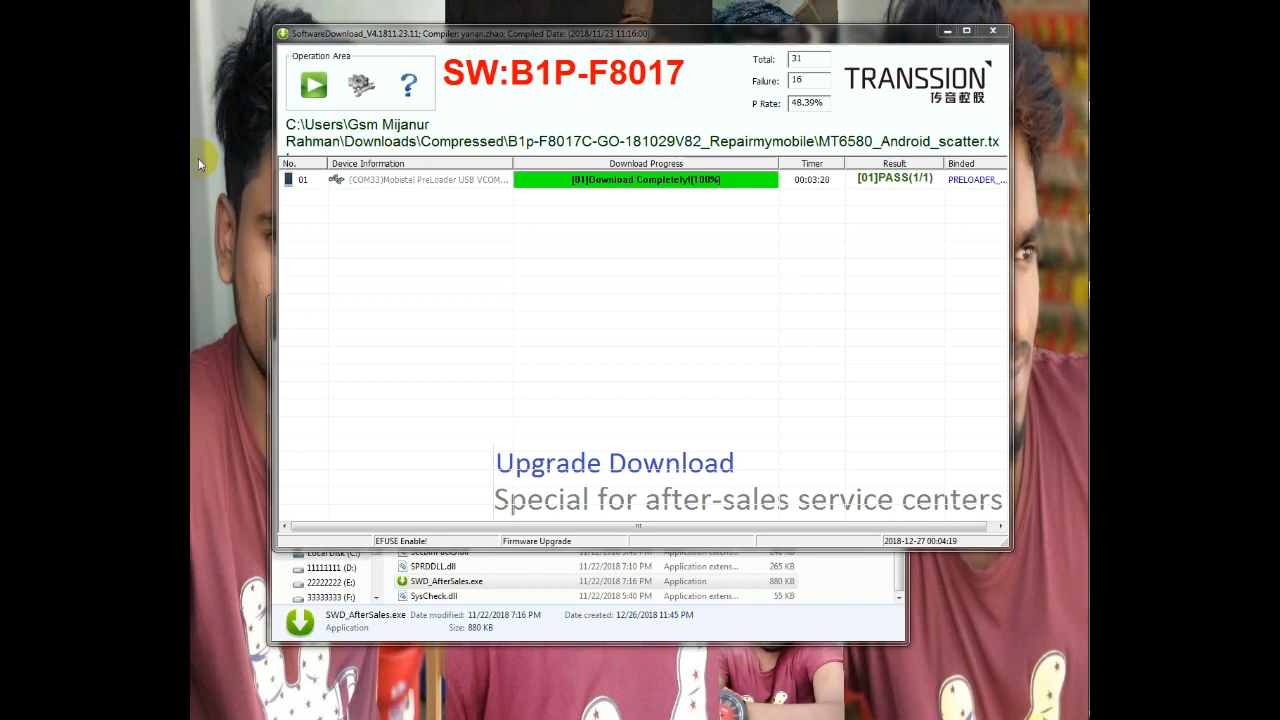 SoftwareDownload_V4.1811.23.11; Compiler: yanan.zhao; Compiled Date: (2018/11/23 11:16:00)
Operation Area
SW:B1P-F8017
Total: 31
Failure: 16
P Rate: 48.39%
TRANSSION
传音控股
C:\Users\Gsm Mijanur
Rahman\Downloads\Compressed\B1p-F8017C-GO-181029V82_Repairmymobile\MT6580_Android_scatter.tx
No. Device Information Download Progress Timer Result Binded
01 (COM33)Mobistel PreLoader USB VCOM... [01]Download Completely![100%] 00:03:20 [01]PASS(1/1) PRELOADER_...
Upgrade Download
Special for after-sales service centers
EFUSE Enable! Firmware Upgrade 2018-12-27 00:04:19
Local Disk (C:) Application extens...
11111111 (D:) SPRDDLL.dll 11/22/2018 7:10 PM Application extens... 265 KB
22222222 (E:) SWD_AfterSales.exe 11/22/2018 7:16 PM Application 880 KB
33333333 (F:) SysCheck.dll 11/22/2018 5:40 PM Application extens... 55 KB
SWD_AfterSales.exe Date modified: 11/22/2018 7:16 PM Date created: 12/26/2018 11:45 PM
Application Size: 880 KB